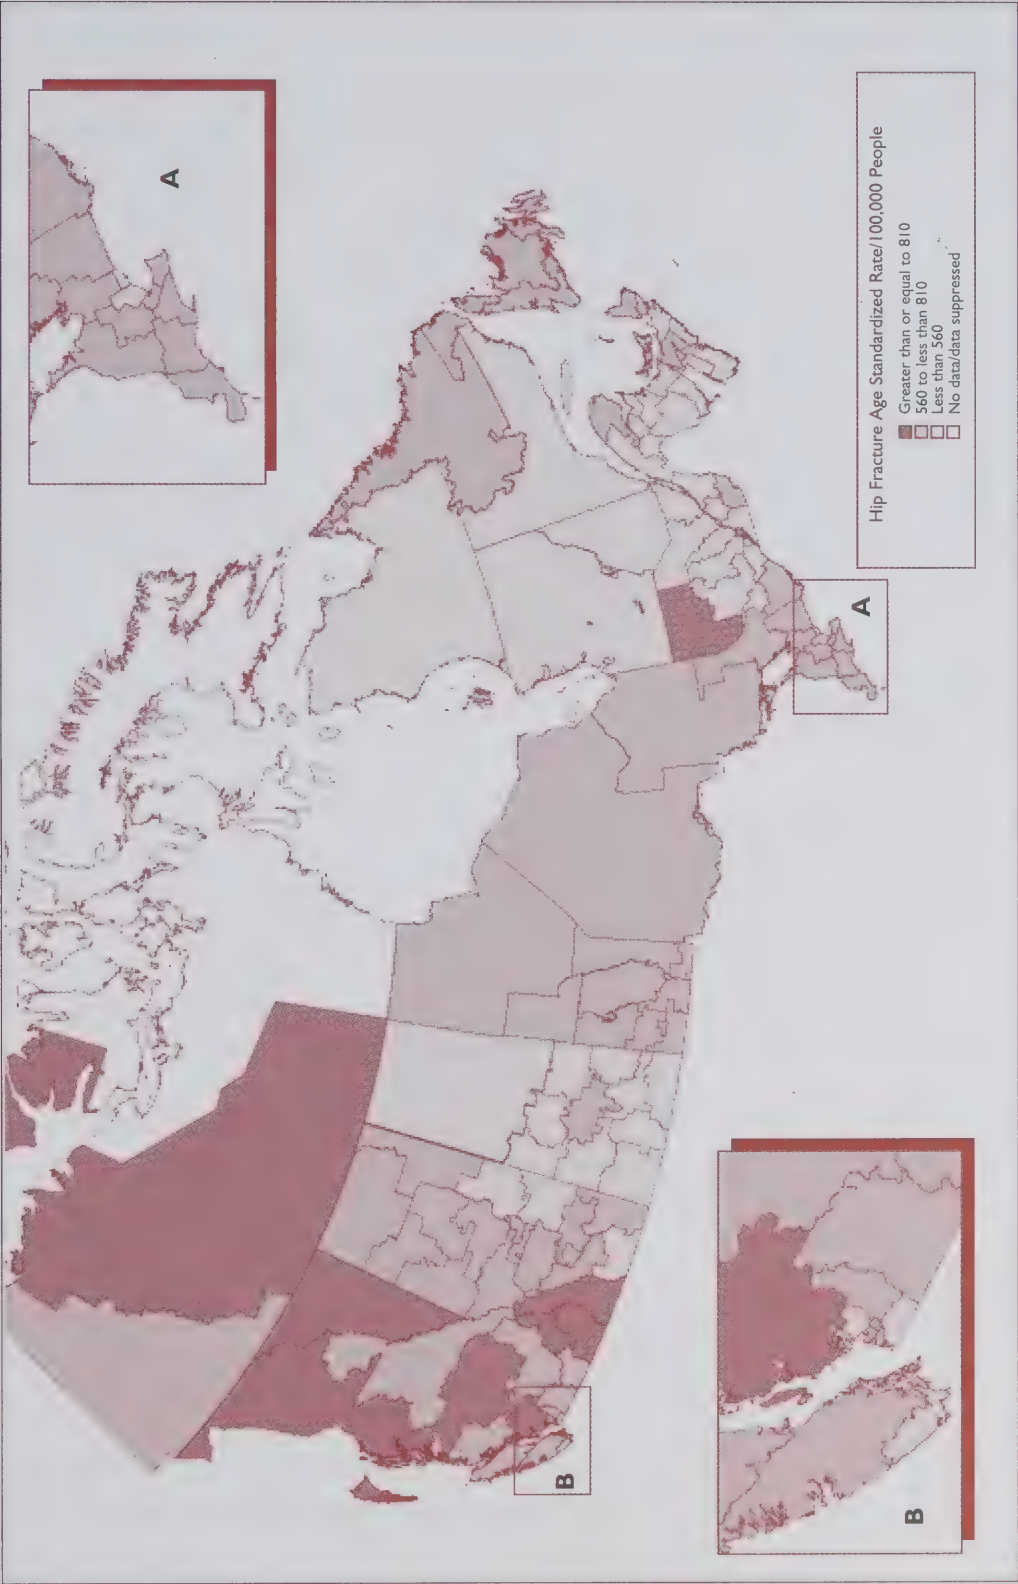 A
Hip Fracture Age Standardized Rate/100,000 People
Greater than or equal to 810
560 to less than 810
Less than 560
No data/data suppressed
A
B
B